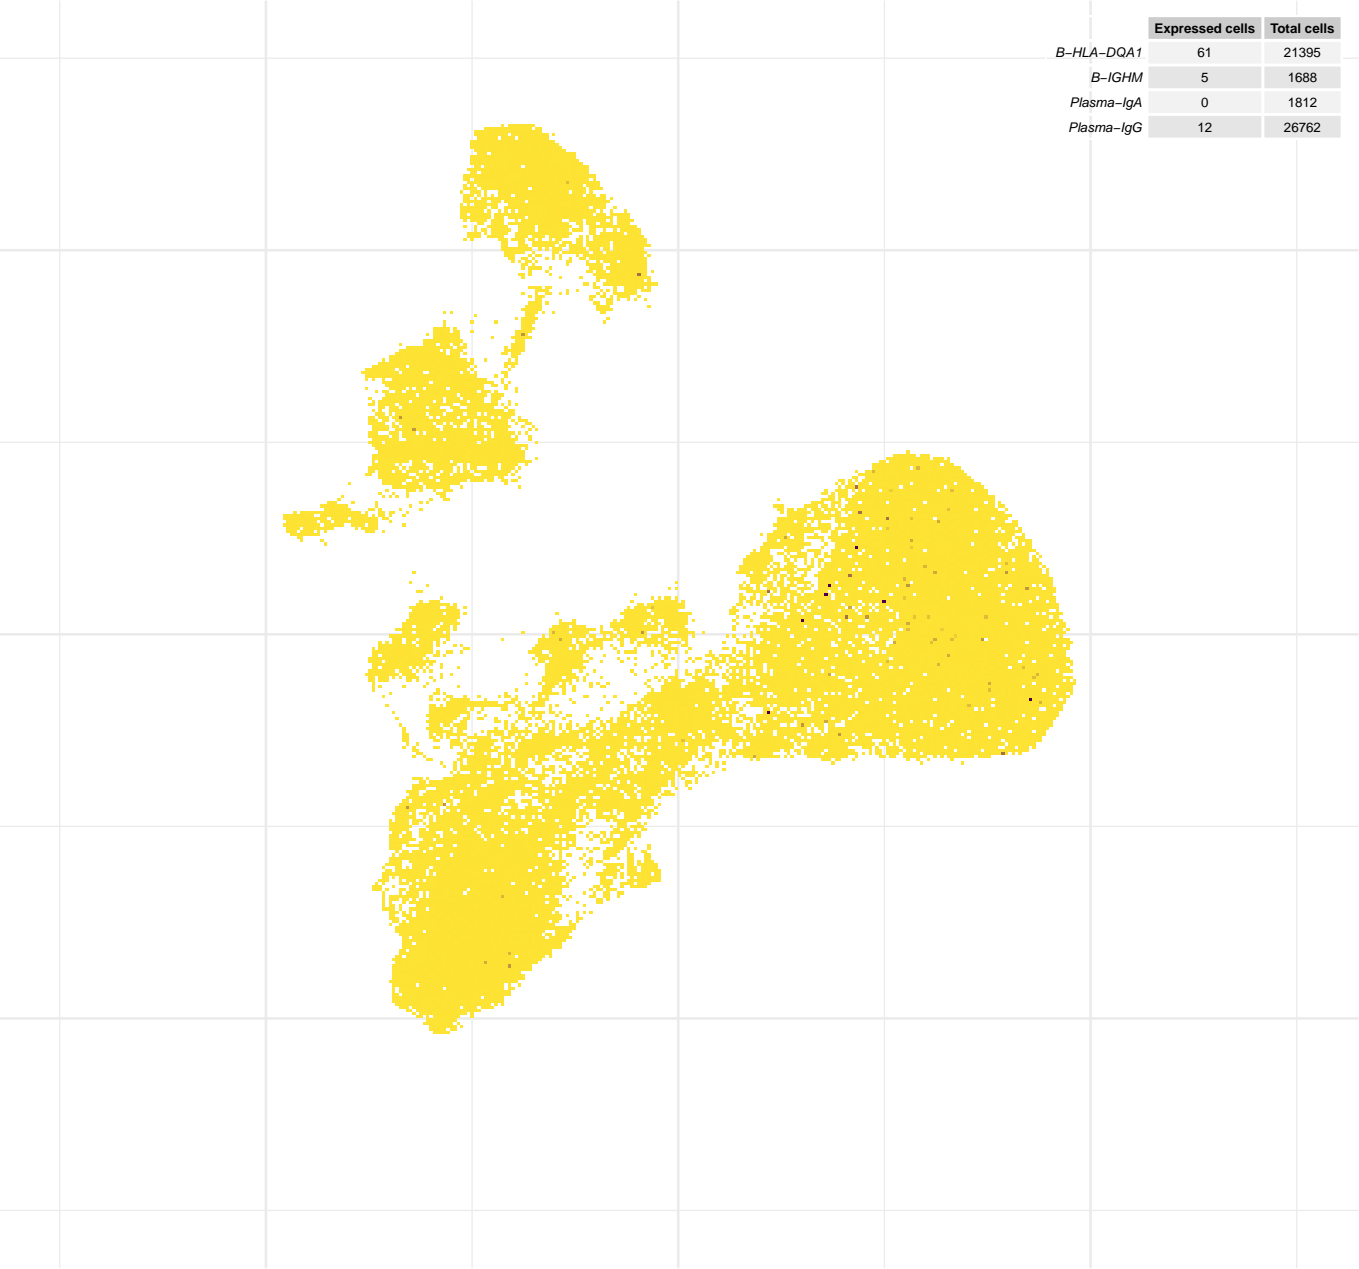 Expressed cells Total cells
B−HLA−DQA1 61 21395
B−IGHM 5 1688
Plasma−IgA 0 1812
Plasma−IgG 12 26762